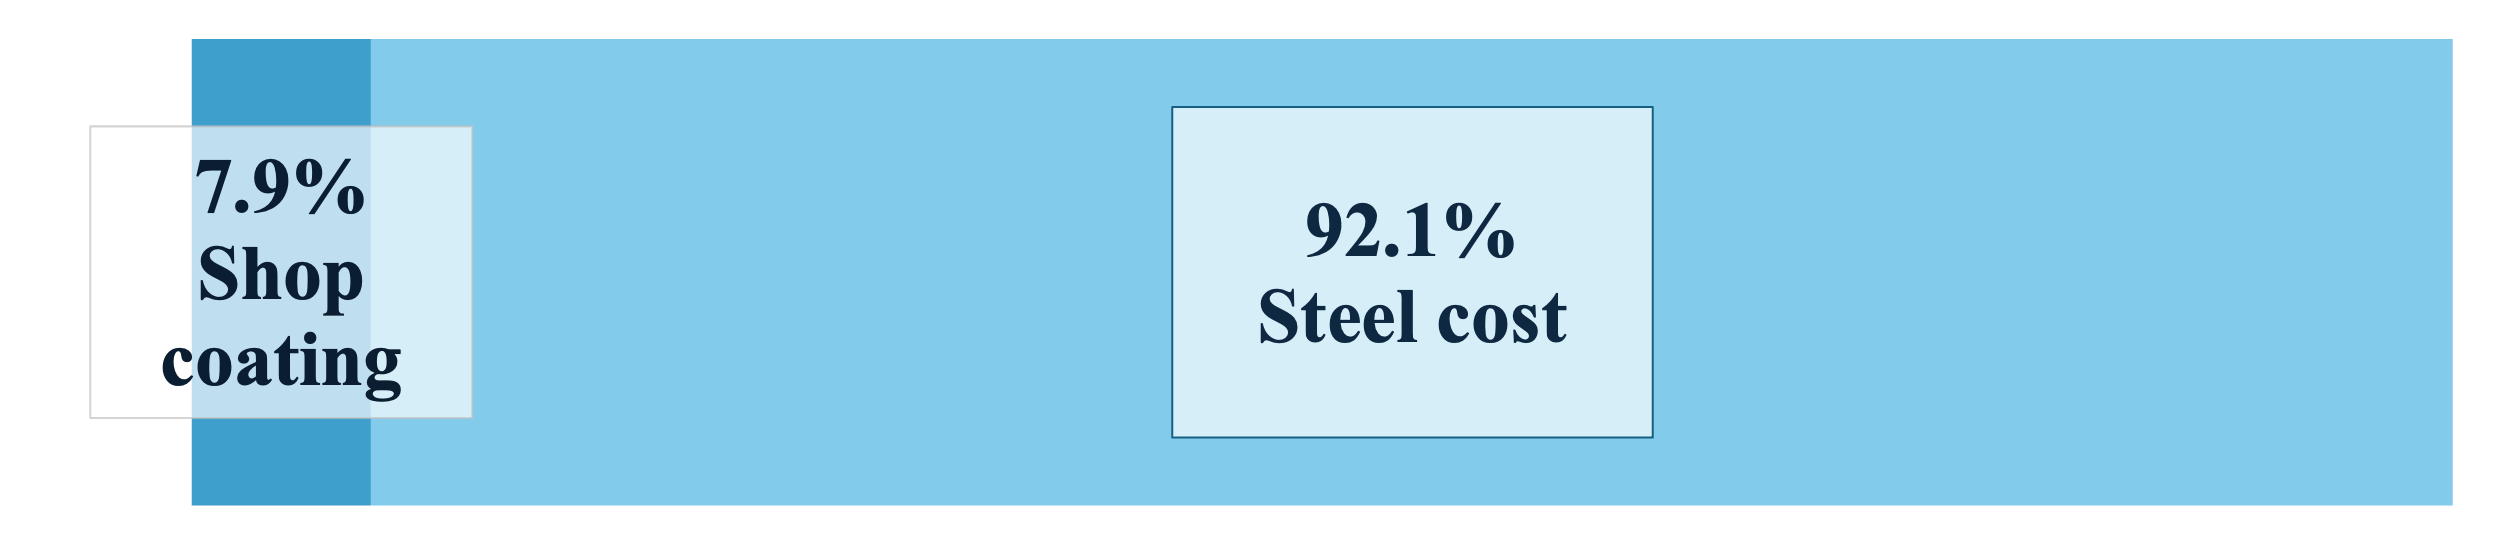 7.9%
Shop
coating
92.1%
Steel cost